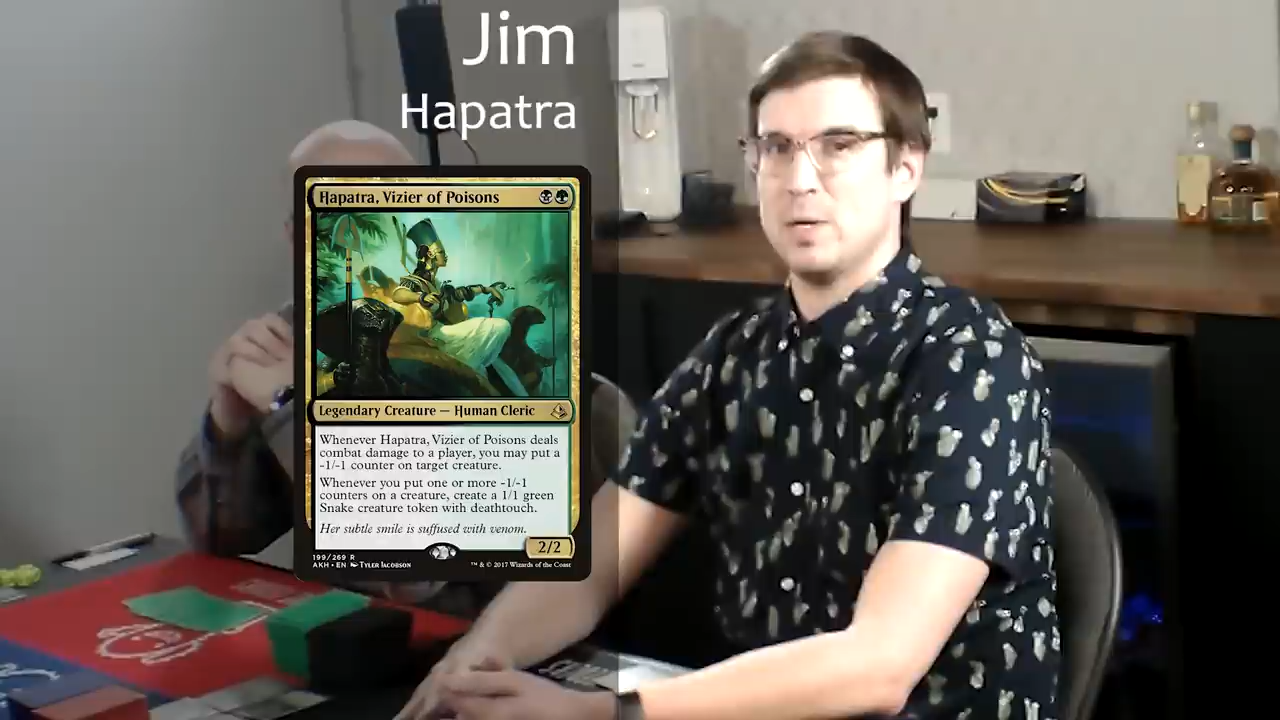 Jim
Hapatra
Hapatra, Vizier of Poisons
Legendary Creature — Human Cleric
Whenever Hapatra, Vizier of Poisons deals
combat damage to a player, you may put a
-1/-1 counter on target creature.
Whenever you put one or more -1/-1
counters on a creature, create a 1/1 green
Snake creature token with deathtouch.
Her subtle smile is suffused with venom.
2/2
199/269 R
AKH • EN Tyler Jacobson
™ & © 2017 Wizards of the Coast